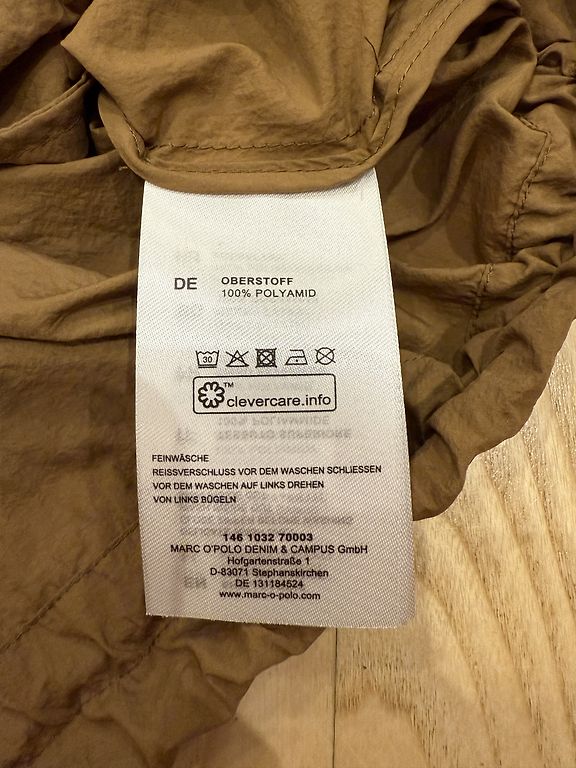 DE OBERSTOFF
100% POLYAMID
30
™
clevercare.info
FEINWÄSCHE
REISSVERSCHLUSS VOR DEM WASCHEN SCHLIESSEN
VOR DEM WASCHEN AUF LINKS DREHEN
VON LINKS BÜGELN
146 1032 70003
MARC O'POLO DENIM & CAMPUS GmbH
Hofgartenstraße 1
D-83071 Stephanskirchen
DE 131184524
www.marc-o-polo.com